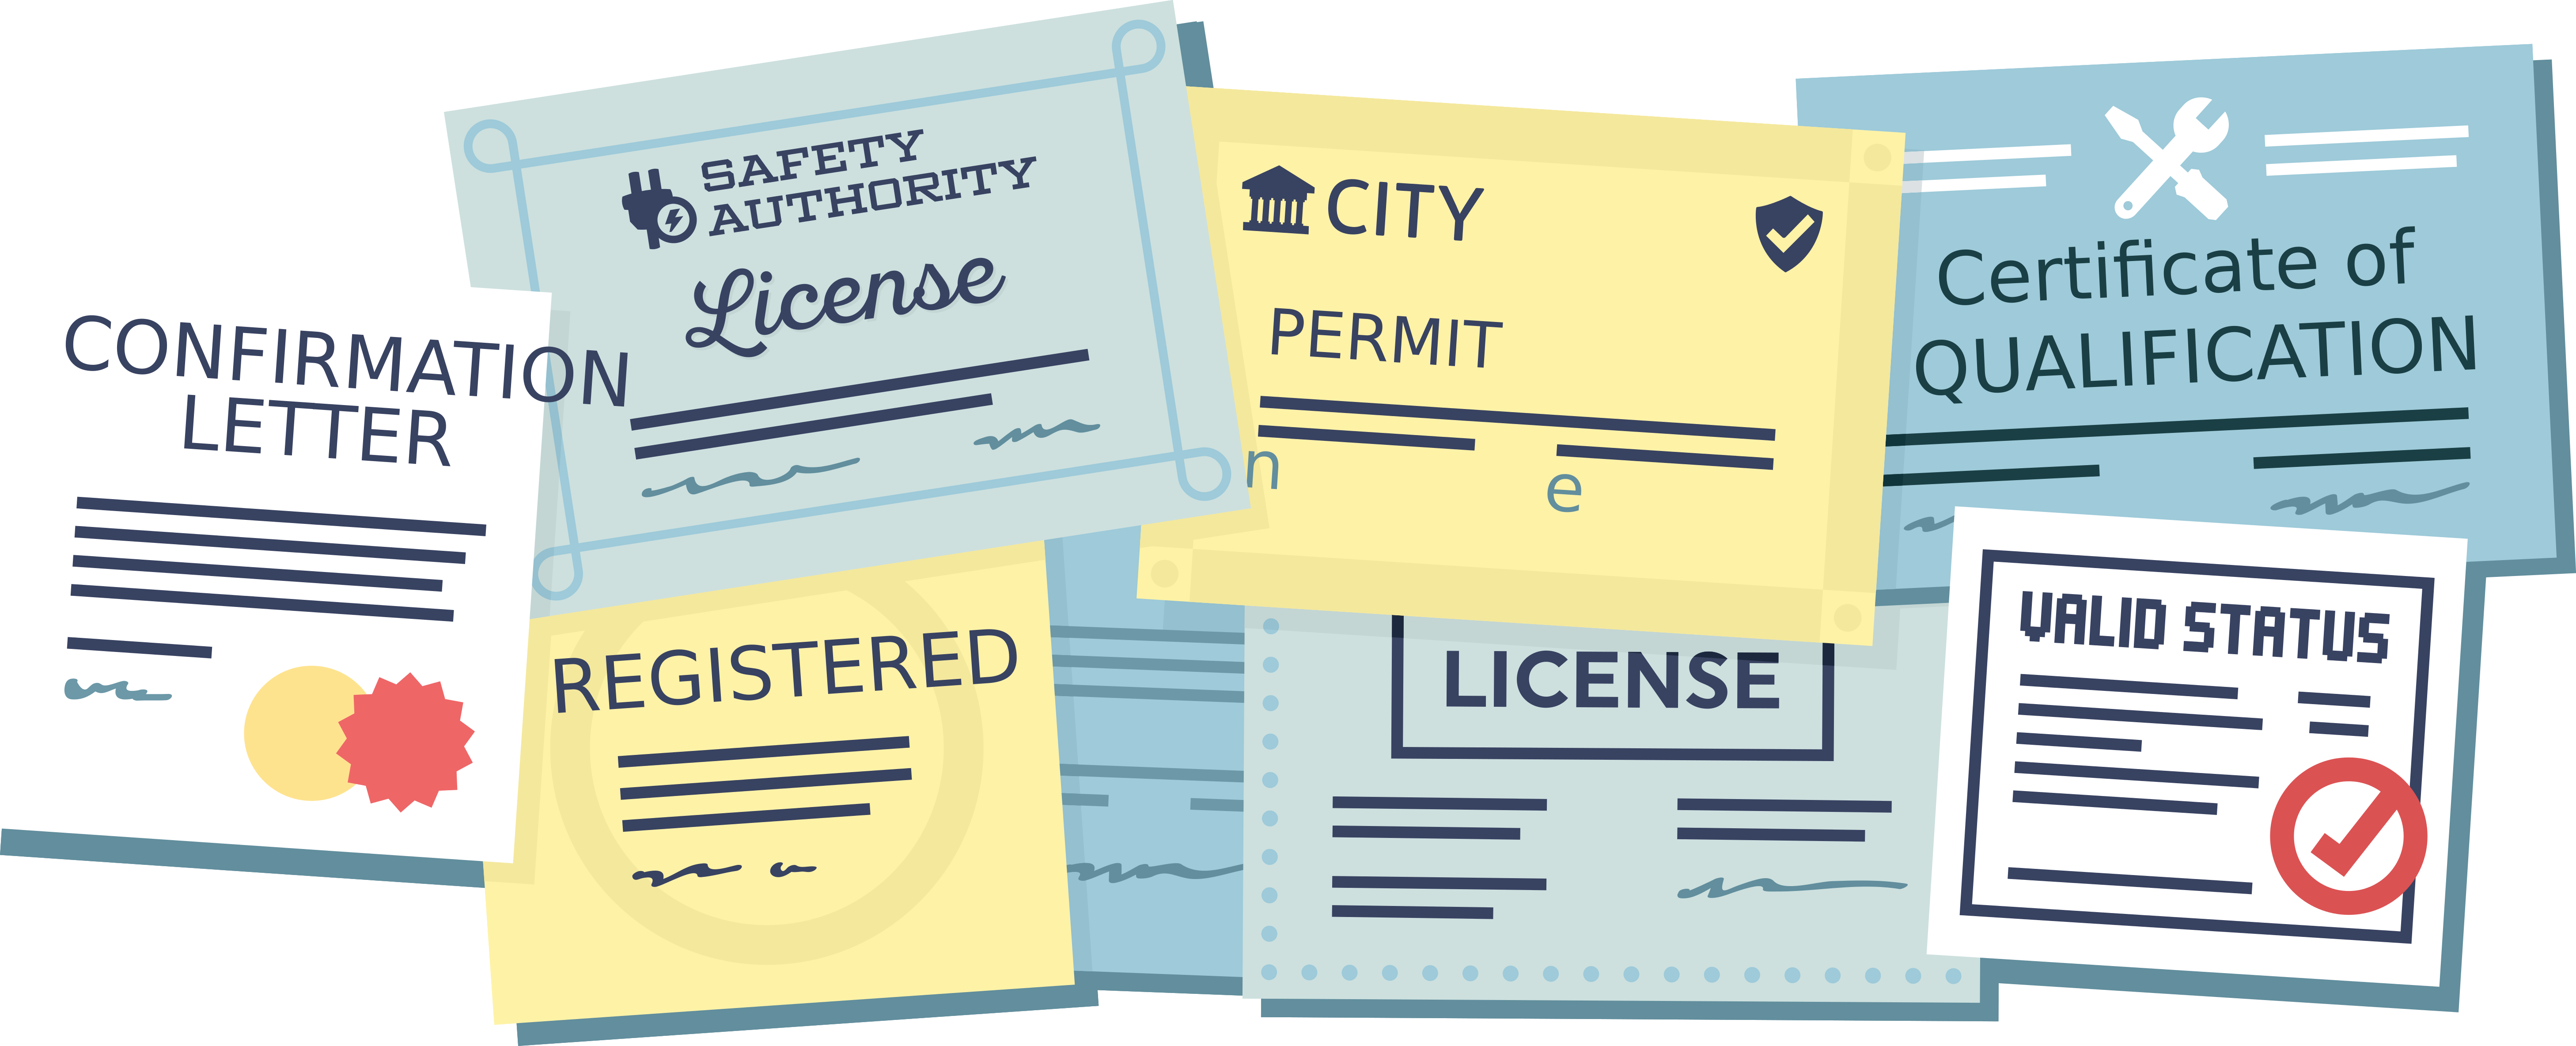 CONFIRMATION
LETTER
SAFETY
AUTHORITY
License
CITY
PERMIT
n
e
Certificate of
QUALIFICATION
REGISTERED
LICENSE
VALID STATUS